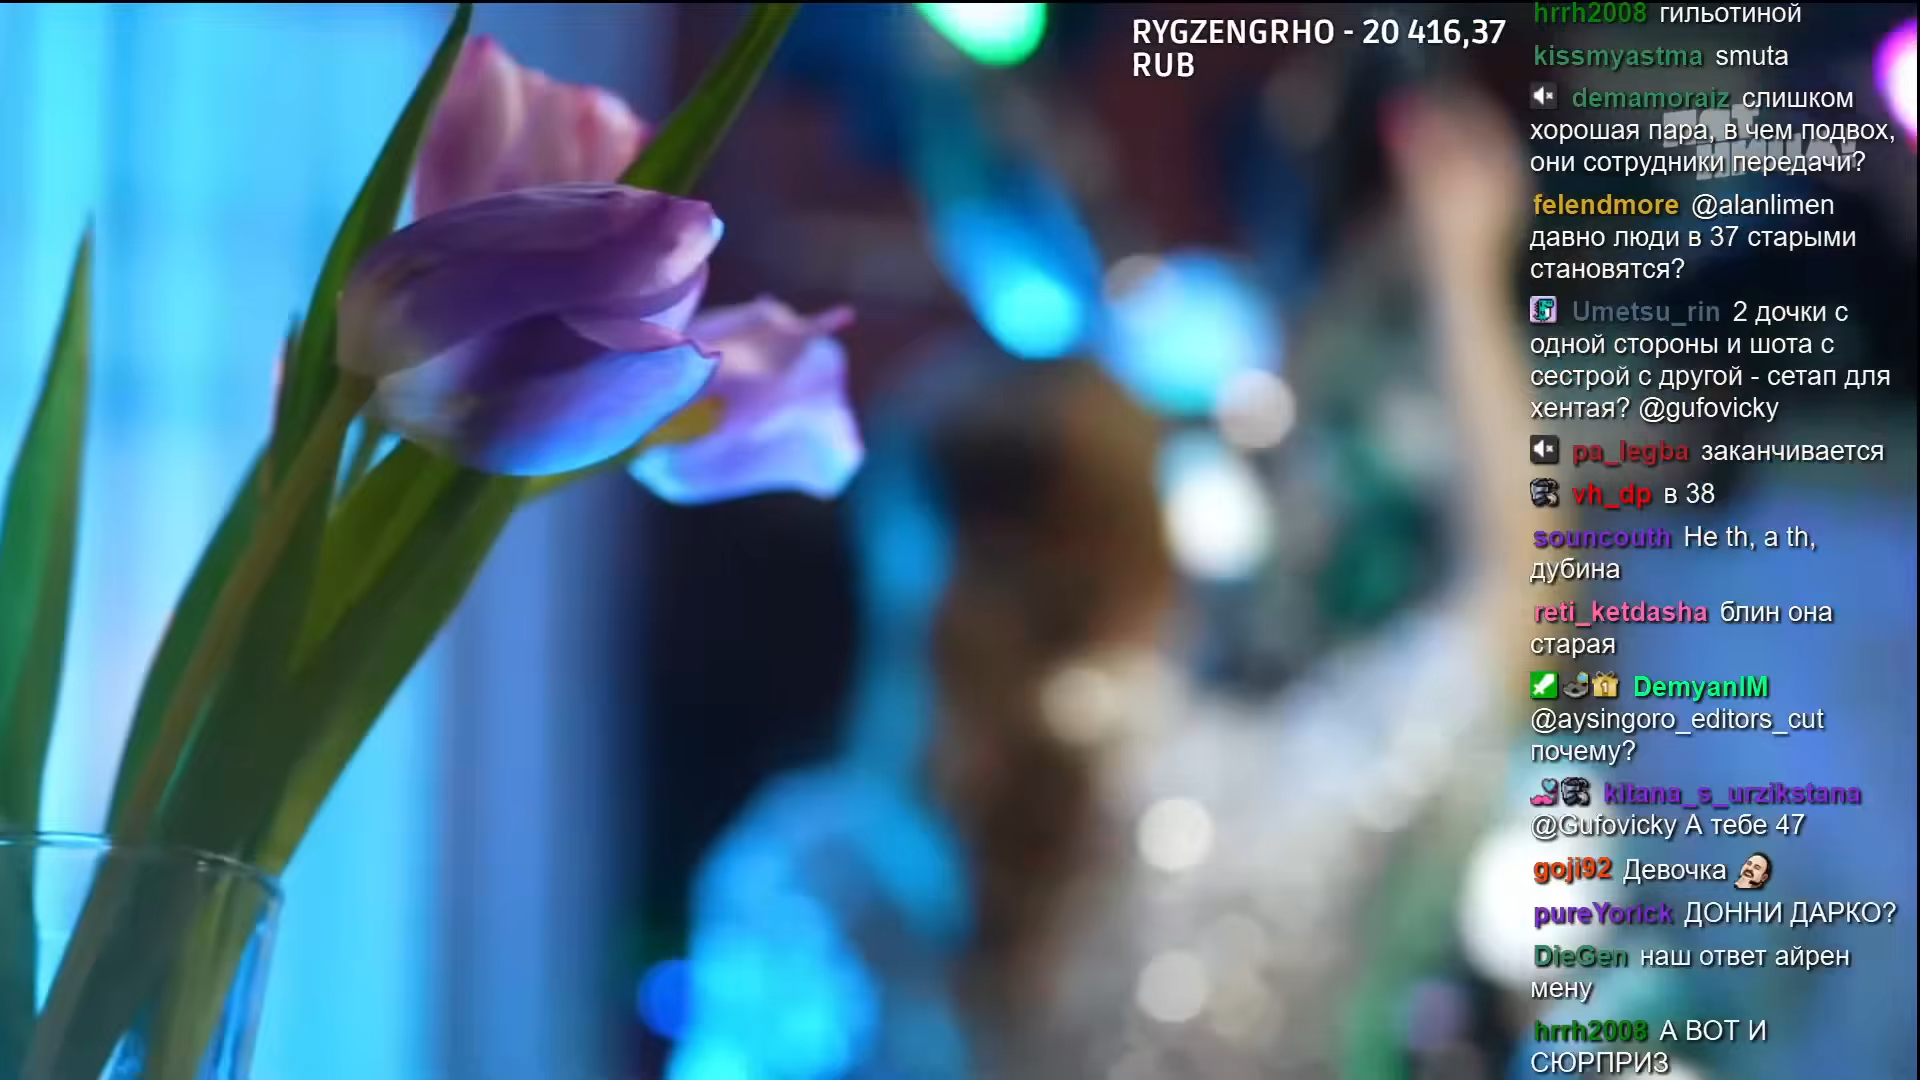 RYGZENGRHO - 20 416,37
RUB
hrrh2008 гильотиной
kissmyastma smuta
demamoraiz слишком
хорошая пара, в чем подвох,
они сотрудники передачи?
felendmore @alanlimen
давно люди в 37 старыми
становятся?
Umetsu_rin 2 дочки с
одной стороны и шота с
сестрой с другой - сетап для
хентая? @gufovicky
pa_legba заканчивается
vh_dp в 38
souncouth Не th, а th,
дубина
reti_ketdasha блин она
старая
DemyanIM
@aysingoro_editors_cut
почему?
kitana_s_urzikstana
@Gufovicky А тебе 47
goji92 Девочка
pureYorick ДОННИ ДАРКО?
DieGen наш ответ айрен
мену
hrrh2008 А ВОТ И
СЮРПРИЗ